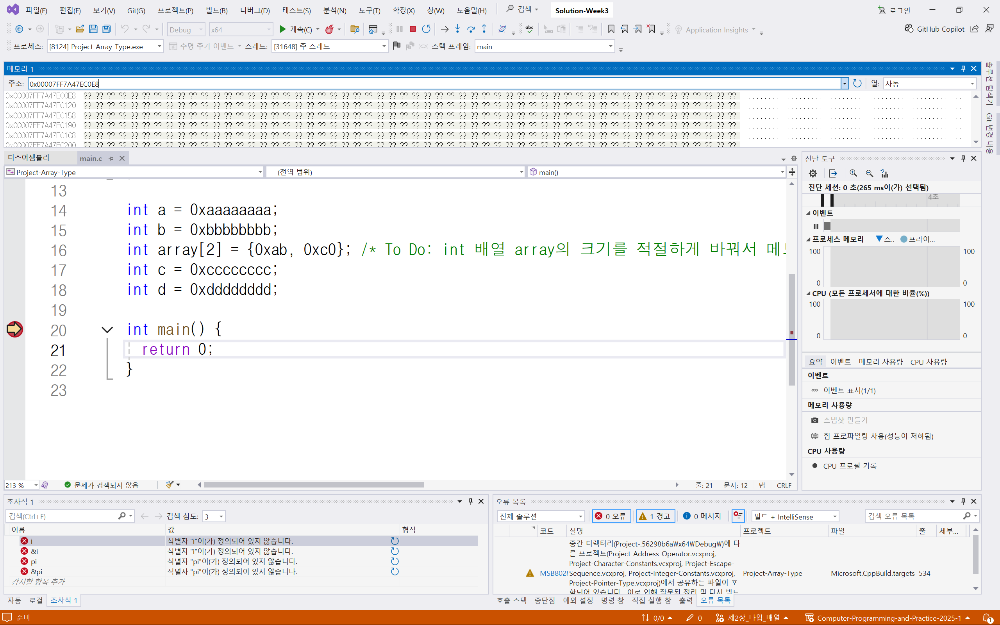 파일(F) 편집(E) 보기(V) Git(G) 프로젝트(P) 빌드(B) 디버그(D) 테스트(S) 분석(N) 도구(T) 확장(X) 창(W) 도움말(H) 검색 Solution-Week3 로그인
Debug x64 계속(C) Application Insights GitHub Copilot
프로세스: [8124] Project-Array-Type.exe 수명 주기 이벤트 스레드: [31648] 주 스레드 스택 프레임: main
메모리 1
주소: 0x00007FF7A47EC0E8 열: 자동
0x00007FF7A47EC0E8 ?? ?? ?? ?? ?? ?? ?? ?? ?? ?? ?? ?? ?? ?? ?? ?? ?? ?? ?? ?? ?? ?? ?? ?? ?? ?? ?? ?? ?? ?? ?? ?? ?? ?? ?? ?? ?? ?? ?? ?? ?? ?? ?? ?? ?? ?? ?? ?? ?? ?? ?? ?? ?? ?? ?? ?? ........................................................
0x00007FF7A47EC120 ?? ?? ?? ?? ?? ?? ?? ?? ?? ?? ?? ?? ?? ?? ?? ?? ?? ?? ?? ?? ?? ?? ?? ?? ?? ?? ?? ?? ?? ?? ?? ?? ?? ?? ?? ?? ?? ?? ?? ?? ?? ?? ?? ?? ?? ?? ?? ?? ?? ?? ?? ?? ?? ?? ?? ?? ........................................................
0x00007FF7A47EC158 ?? ?? ?? ?? ?? ?? ?? ?? ?? ?? ?? ?? ?? ?? ?? ?? ?? ?? ?? ?? ?? ?? ?? ?? ?? ?? ?? ?? ?? ?? ?? ?? ?? ?? ?? ?? ?? ?? ?? ?? ?? ?? ?? ?? ?? ?? ?? ?? ?? ?? ?? ?? ?? ?? ?? ?? ........................................................
0x00007FF7A47EC190 ?? ?? ?? ?? ?? ?? ?? ?? ?? ?? ?? ?? ?? ?? ?? ?? ?? ?? ?? ?? ?? ?? ?? ?? ?? ?? ?? ?? ?? ?? ?? ?? ?? ?? ?? ?? ?? ?? ?? ?? ?? ?? ?? ?? ?? ?? ?? ?? ?? ?? ?? ?? ?? ?? ?? ?? ........................................................
0x00007FF7A47EC1C8 ?? ?? ?? ?? ?? ?? ?? ?? ?? ?? ?? ?? ?? ?? ?? ?? ?? ?? ?? ?? ?? ?? ?? ?? ?? ?? ?? ?? ?? ?? ?? ?? ?? ?? ?? ?? ?? ?? ?? ?? ?? ?? ?? ?? ?? ?? ?? ?? ?? ?? ?? ?? ?? ?? ?? ?? ........................................................
0x00007FF7A47EC200 ?? ?? ?? ?? ?? ?? ?? ?? ?? ?? ?? ?? ?? ?? ?? ?? ?? ?? ?? ?? ?? ?? ?? ?? ?? ?? ?? ?? ?? ?? ?? ?? ?? ?? ?? ?? ?? ?? ?? ?? ?? ?? ?? ?? ?? ?? ?? ?? ?? ?? ?? ?? ?? ?? ?? ??
솔루션 탐색기
Git 변경 내용
디스어셈블리 main.c
Project-Array-Type (전역 범위) main()
13
14 int a = 0xaaaaaaaa;
15 int b = 0xbbbbbbbb;
16 int array[2] = {0xab, 0xc0}; /* To Do: int 배열 array의 크기를 적절하게 바꿔서
17 int c = 0xcccccccc;
18 int d = 0xdddddddd;
19
20 int main() {
21 return 0;
22 }
23
213 % 문제가 검색되지 않음 줄: 21 문자: 12 탭 CRLF
진단 도구
진단 세션: 0 초(265 ms이(가) 선택됨)
4초
이벤트
프로세스 메모리 스.. 프라이...
100 100
0 0
CPU (모든 프로세서에 대한 비율(%))
100 100
0 0
요약 이벤트 메모리 사용량 CPU 사용량
이벤트
이벤트 표시(1/1)
메모리 사용량
스냅샷 만들기
힙 프로파일링 사용(성능이 저하됨)
CPU 사용량
CPU 프로필 기록
조사식 1
검색(Ctrl+E) 검색 심도: 3
이름 값 형식
i 식별자 "i"이(가) 정의되어 있지 않습니다.
&i 식별자 "i"이(가) 정의되어 있지 않습니다.
pi 식별자 "pi"이(가) 정의되어 있지 않습니다.
&pi 식별자 "pi"이(가) 정의되어 있지 않습니다.
감시할 항목 추가
자동 로컬 조사식 1
오류 목록
전체 솔루션 0 오류 1 경고 0 메시지 빌드 + IntelliSense 검색 오류 목록
코드 설명 프로젝트 파일 줄 세부...
중간 디렉터리(Project-.56298b6a₩x64₩Debug₩)에 다
른 프로젝트(Project-Address-Operator.vcxproj,
Project-Character-Constants.vcxproj, Project-Escape-
MSB802 Sequence.vcxproj, Project-Integer-Constants.vcxproj, Project-Array-Type Microsoft.CppBuild.targets 534
Project-Pointer-Type.vcxproj)에서 공유하는 파일이 포
함되어 있습니다. 이로 인해 잘못된 정리 및 다시 빌드
호출 스택 중단점 예외 설정 명령 창 직접 실행 창 출력 오류 목록
준비 0/0 0 제2장_타입_배열 Computer-Programming-and-Practice-2025-1 1